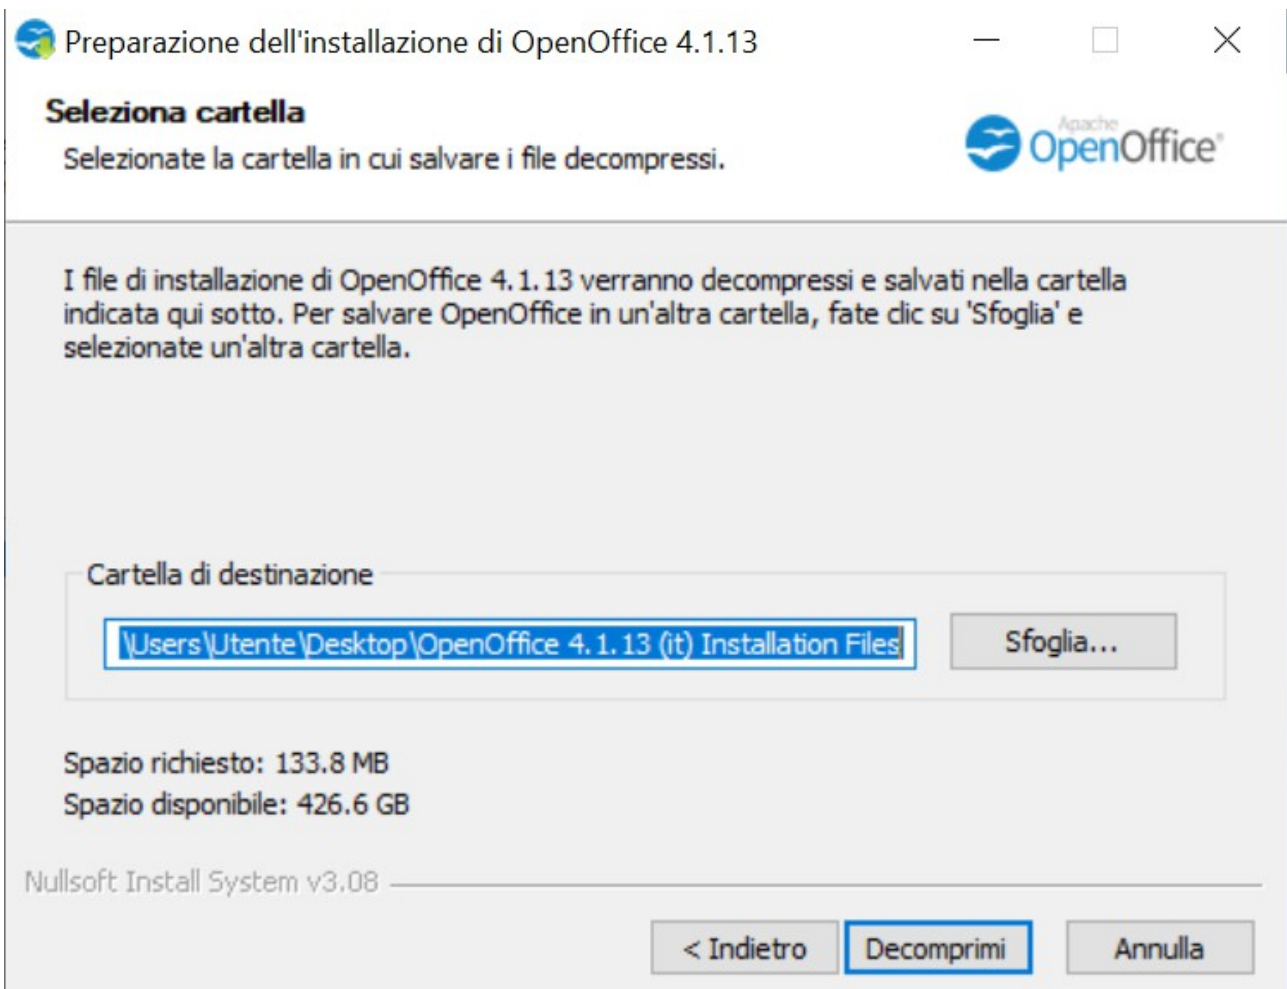 Preparazione dell'installazione di OpenOffice 4.1.13
Seleziona cartella
Selezionate la cartella in cui salvare i file decompressi.
Apache
OpenOffice®
I file di installazione di OpenOffice 4.1.13 verranno decompressi e salvati nella cartella
indicata qui sotto. Per salvare OpenOffice in un'altra cartella, fate clic su 'Sfoglia' e
selezionate un'altra cartella.
Cartella di destinazione
\Users\Utente\Desktop\OpenOffice 4.1.13 (it) Installation Files
Sfoglia...
Spazio richiesto: 133.8 MB
Spazio disponibile: 426.6 GB
Nullsoft Install System v3.08
< Indietro
Decomprimi
Annulla